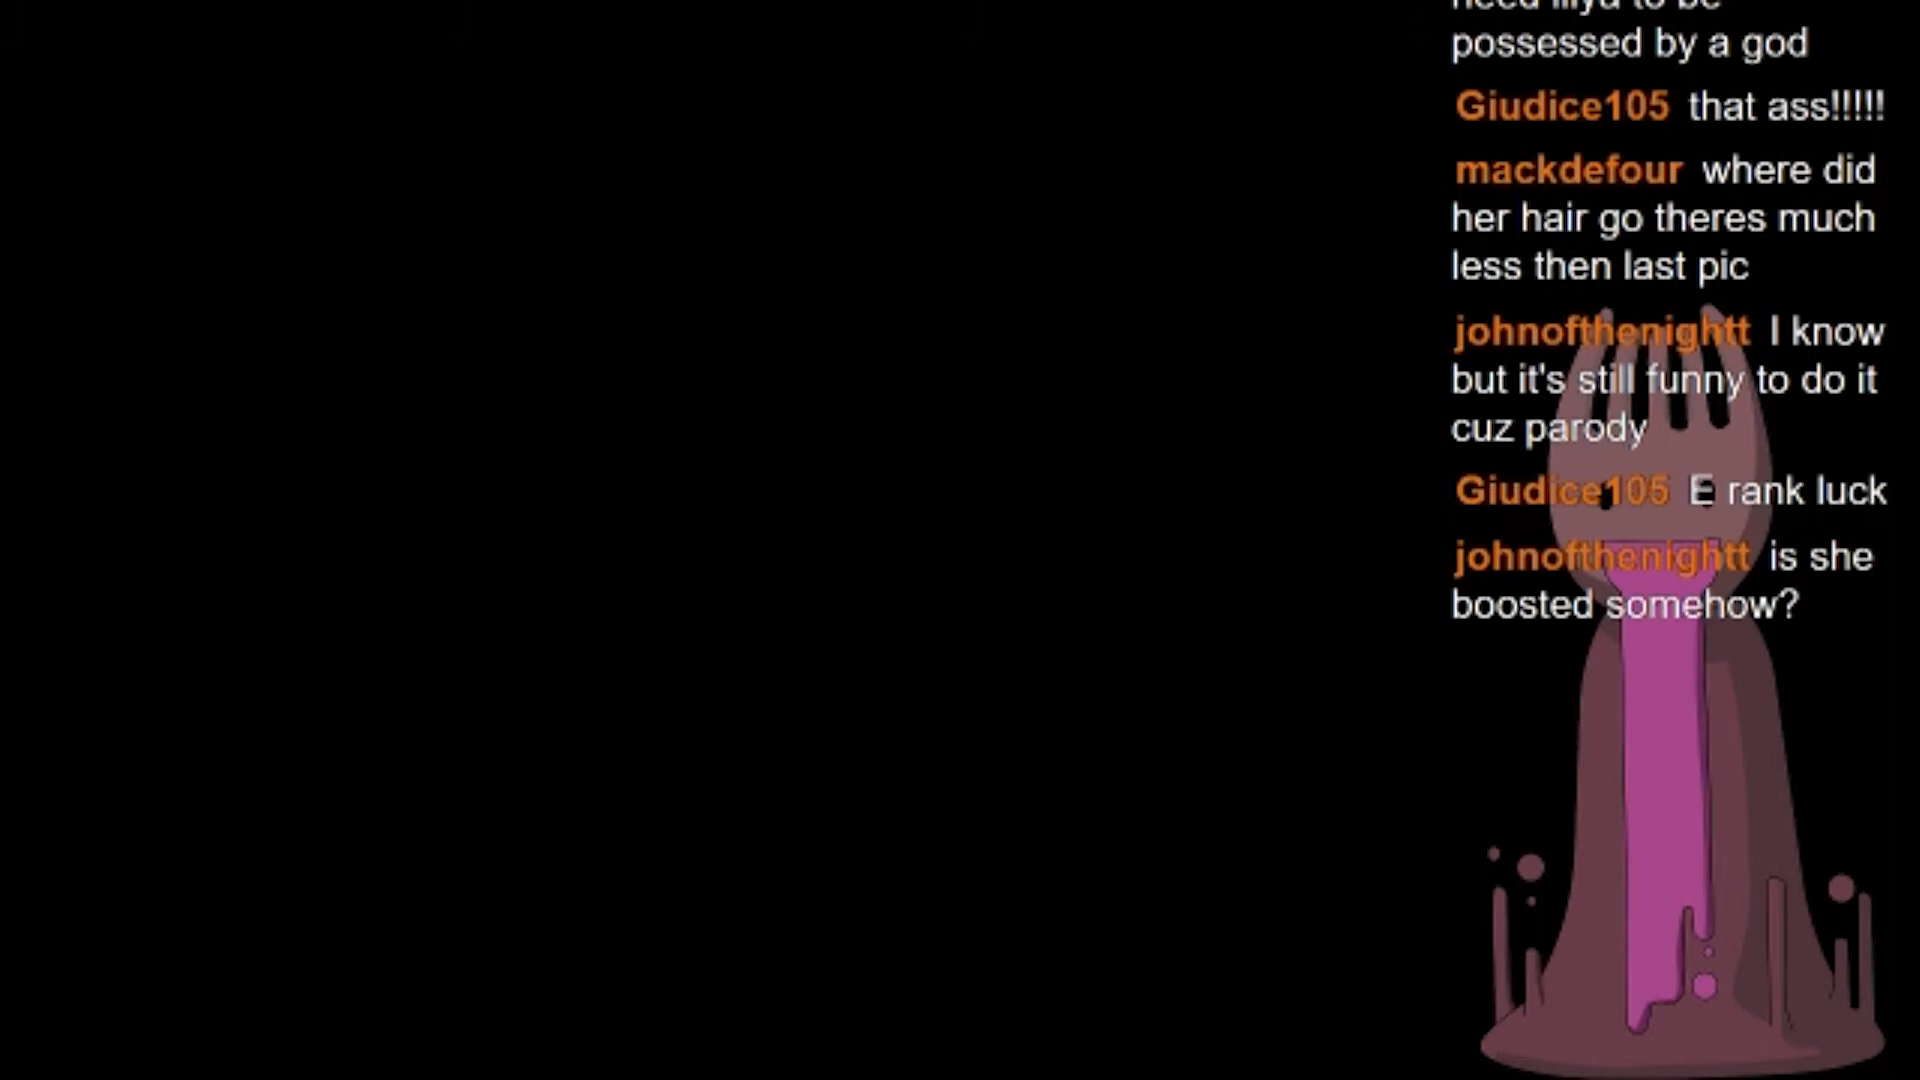 possessed by a god
Giudice105 that ass!!!!!
mackdefour where did
her hair go theres much
less then last pic
johnofthenightt I know
but it's still funny to do it
cuz parody
Giudice105 E rank luck
johnofthenightt is she
boosted somehow?